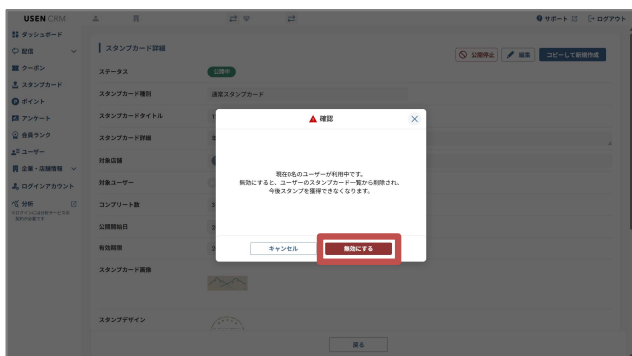 USEN CRM
サポート
ログアウト
ダッシュボード
配信
クーポン
スタンプカード
ポイント
アンケート
会員ランク
ユーザー
企業・店舗情報
ログインアカウント
分析
スタンプカード詳細
公開停止
編集
コピーして新規作成
ステータス
公開中
スタンプカード種別
通常スタンプカード
スタンプカードタイトル
スタンプカード詳細
対象店舗
対象ユーザー
コンプリート数
公開開始日
有効期限
スタンプカード画像
スタンプデザイン
確認
現在0名のユーザーが利用中です。
無効にすると、ユーザーのスタンプカード一覧から削除され、
今後スタンプを獲得できなくなります。
キャンセル
無効にする
戻る